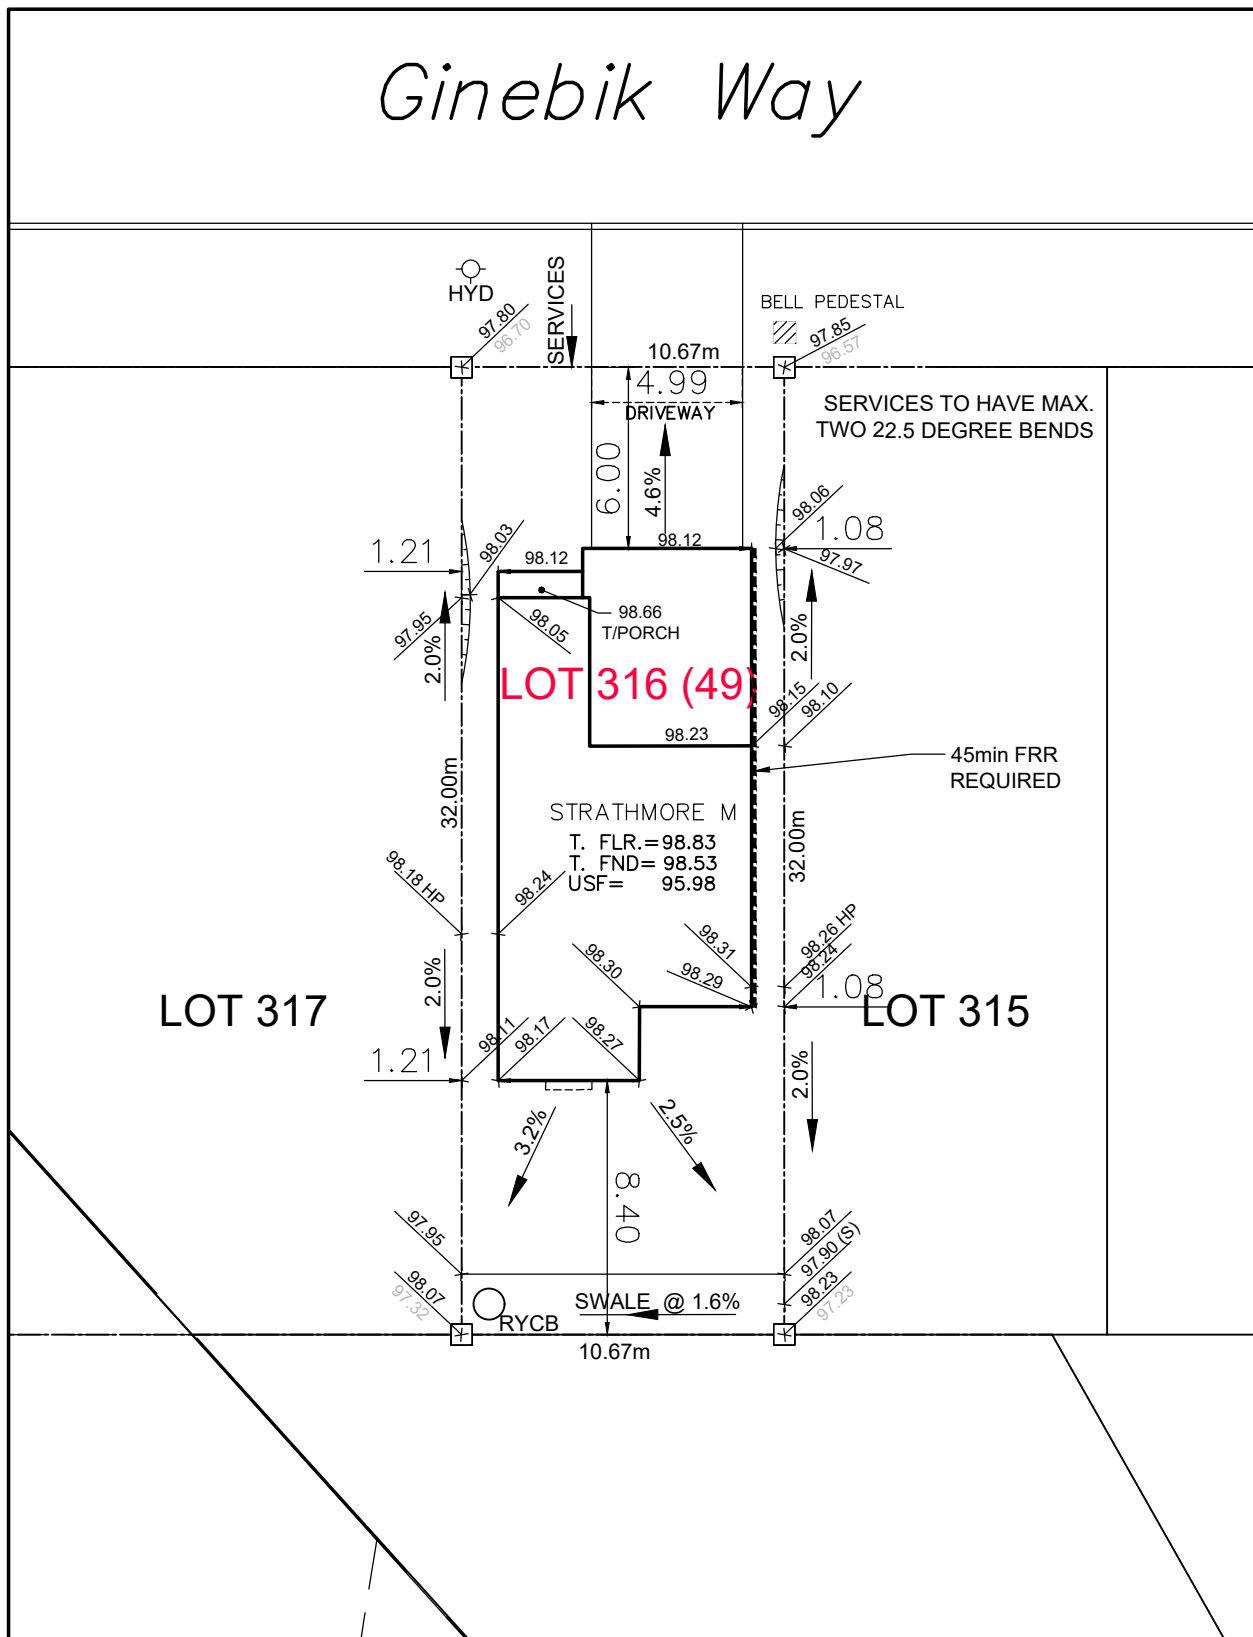 Ginebik Way
HYD
SERVICES
BELL PEDESTAL
97.80
96.70
97.85
96.57
10.67m
4.99
DRIVEWAY
SERVICES TO HAVE MAX.
TWO 22.5 DEGREE BENDS
6.00
4.6%
98.03
98.06
1.21
98.12
98.12
1.08
97.97
97.95
98.05
98.66
T/PORCH
2.0%
2.0%
LOT 316 (49)
98.15
98.10
98.23
45min FRR
REQUIRED
32.00m
32.00m
STRATHMORE M
T. FLR.= 98.83
T. FND= 98.53
USF= 95.98
98.18 HP
98.24
98.31
98.26 HP
98.24
98.30
98.29
2.0%
1.08
LOT 317
LOT 315
98.11
98.17
98.27
1.21
2.0%
3.2%
2.5%
8.40
97.95
98.07
97.90 (S)
98.07
97.32
98.23
97.23
SWALE @ 1.6%
RYCB
10.67m